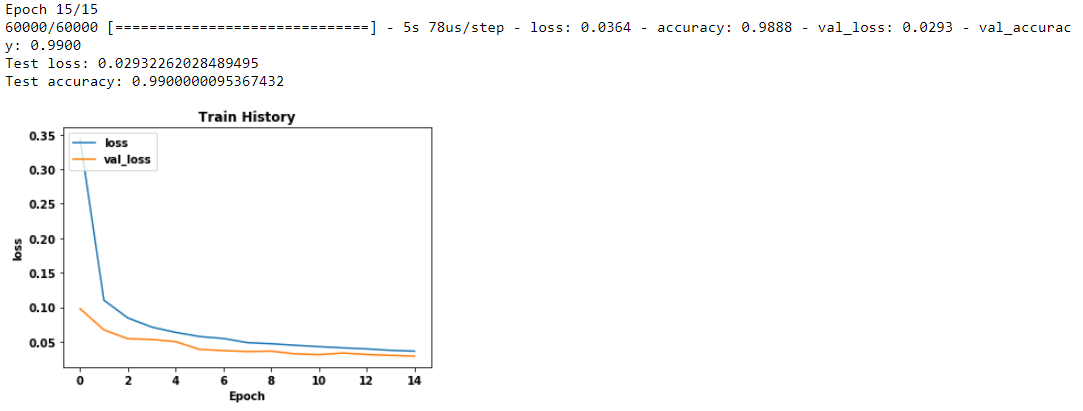 Epoch 15/15
60000/60000 [==============================] - 5s 78us/step - loss: 0.0364 - accuracy: 0.9888 - val_loss: 0.0293 - val_accurac
y: 0.9900
Test loss: 0.02932262028489495
Test accuracy: 0.9900000095367432
Train History
loss
val_loss
0.35
0.30
0.25
0.20
0.15
0.10
0.05
loss
0 2 4 6 8 10 12 14
Epoch